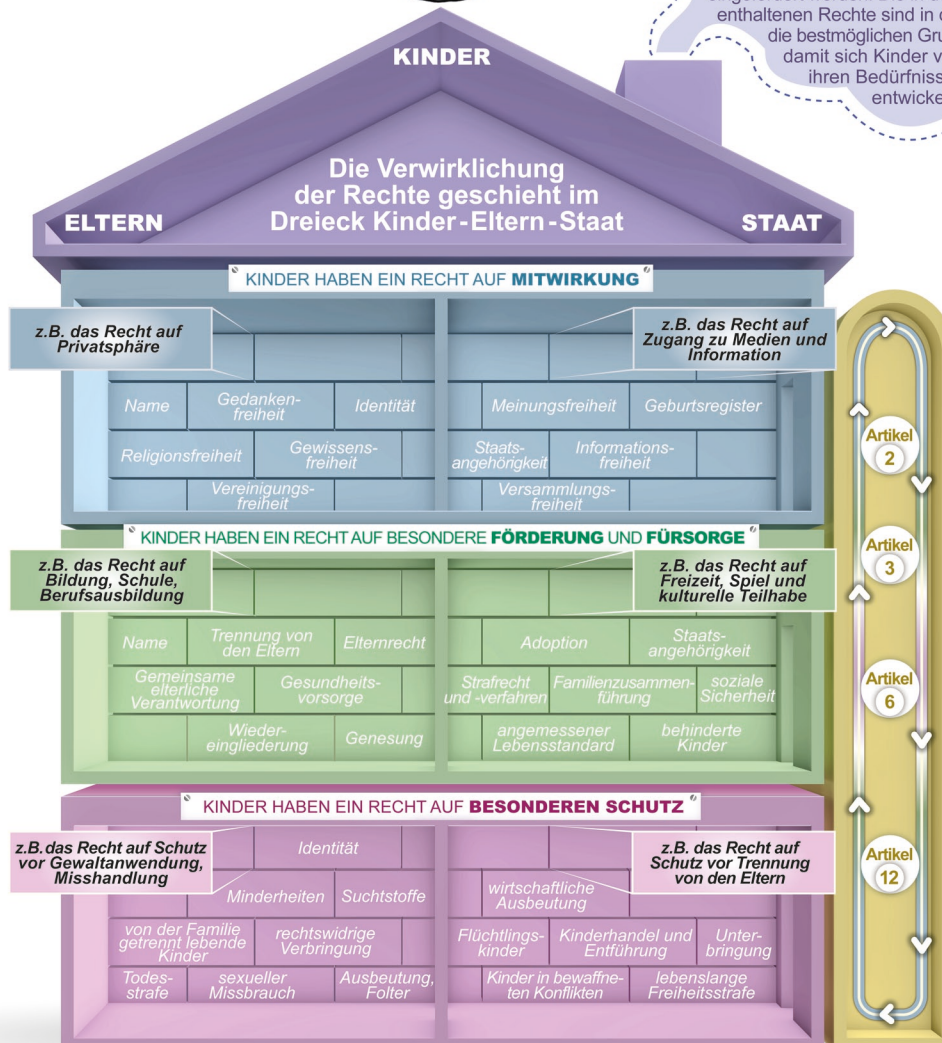 enthaltenen Rechte sind in
die bestmöglichen
damit sich Kinder
ihren
KINDER
Die Verwirklichung
der Rechte geschieht im
Dreieck Kinder-Eltern-Staat
ELTERN
STAAT
KINDER HABEN EIN RECHT AUF MITWIRKUNG
z.B. das Recht auf
Privatsphäre
z.B. das Recht auf
Zugang zu Medien und
Information
Name
Gedanken-
freiheit
Identität
Meinungsfreiheit
Geburtsregister
Religionsfreiheit
Gewissens-
freiheit
Staats-
angehörigkeit
Informations-
freiheit
Vereinigungs-
freiheit
Versammlungs-
freiheit
KINDER HABEN EIN RECHT AUF BESONDERE FÖRDERUNG UND FÜRSORGE
z.B. das Recht auf
Bildung, Schule,
Berufsausbildung
z.B. das Recht auf
Freizeit, Spiel und
kulturelle Teilhabe
Name
Trennung von
den Eltern
Elternrecht
Adoption
Staats-
angehörigkeit
Gemeinsame
elterliche
Verantwortung
Gesundheits-
vorsorge
Strafrecht
und -verfahren
Familienzusammen-
führung
soziale
Sicherheit
Wieder-
eingliederung
Genesung
angemessener
Lebensstandard
behinderte
Kinder
KINDER HABEN EIN RECHT AUF BESONDEREN SCHUTZ
z.B. das Recht auf Schutz
vor Gewaltanwendung,
Misshandlung
z.B. das Recht auf
Schutz vor Trennung
von den Eltern
Identität
Minderheiten
Suchtstoffe
wirtschaftliche
Ausbeutung
von der Familie
getrennt lebende
Kinder
rechtswidrige
Verbringung
Flüchtlings-
kinder
Kinderhandel und
Entführung
Unter-
bringung
Todes-
strafe
sexueller
Missbrauch
Ausbeutung,
Folter
Kinder in bewaffne-
ten Konflikten
lebenslange
Freiheitsstrafe
Artikel
2
Artikel
3
Artikel
6
Artikel
12